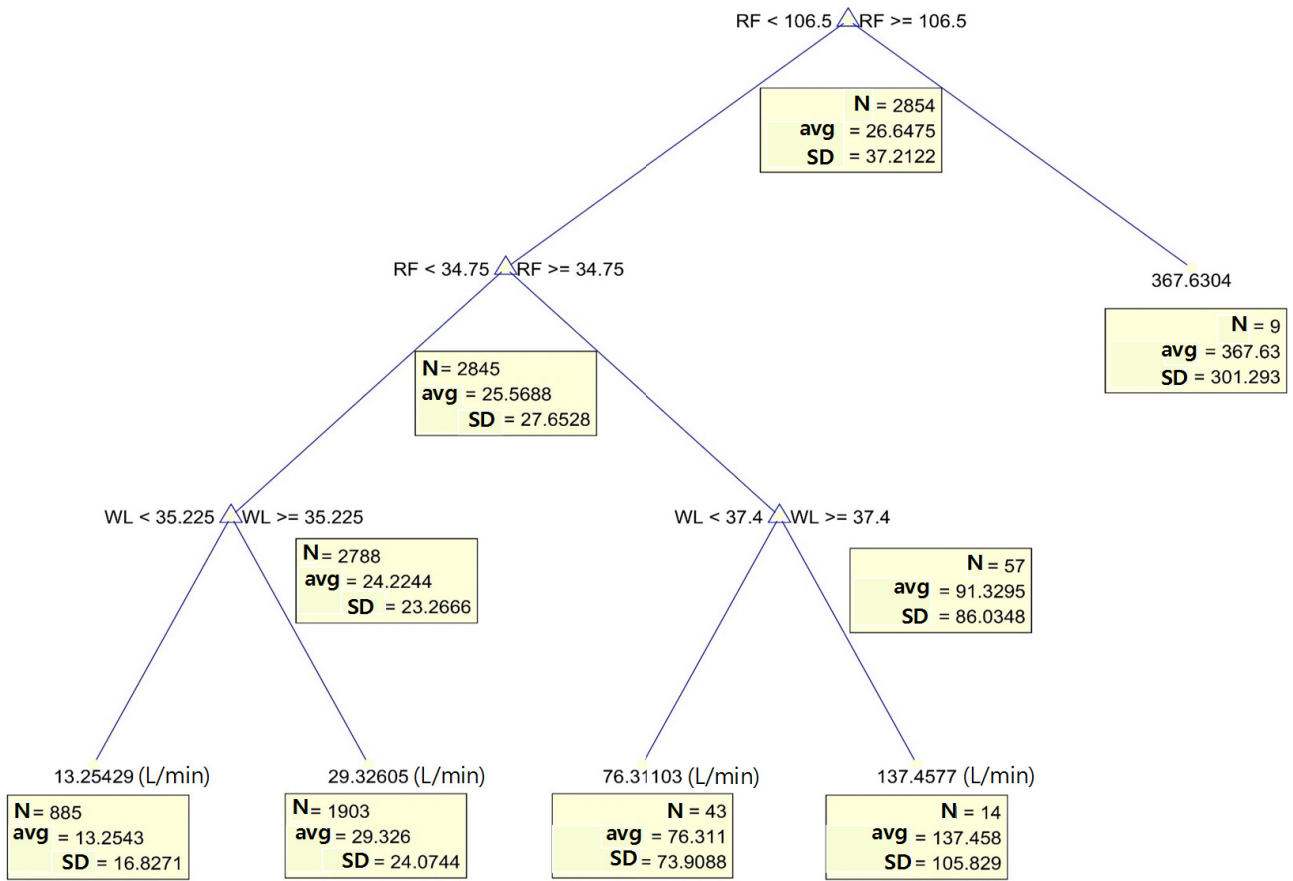 RF < 106.5 RF >= 106.5
N = 2854
avg = 26.6475
SD = 37.2122
RF < 34.75 RF >= 34.75
367.6304
N = 9
avg = 367.63
SD = 301.293
N= 2845
avg = 25.5688
SD = 27.6528
WL < 35.225 WL >= 35.225
WL < 37.4 WL >= 37.4
N= 2788
avg = 24.2244
SD = 23.2666
N = 57
avg = 91.3295
SD = 86.0348
13.25429 (L/min)
N= 885
avg = 13.2543
SD = 16.8271
29.32605 (L/min)
N= 1903
avg = 29.326
SD = 24.0744
76.31103 (L/min)
N = 43
avg = 76.311
SD = 73.9088
137.4577 (L/min)
N = 14
avg = 137.458
SD = 105.829